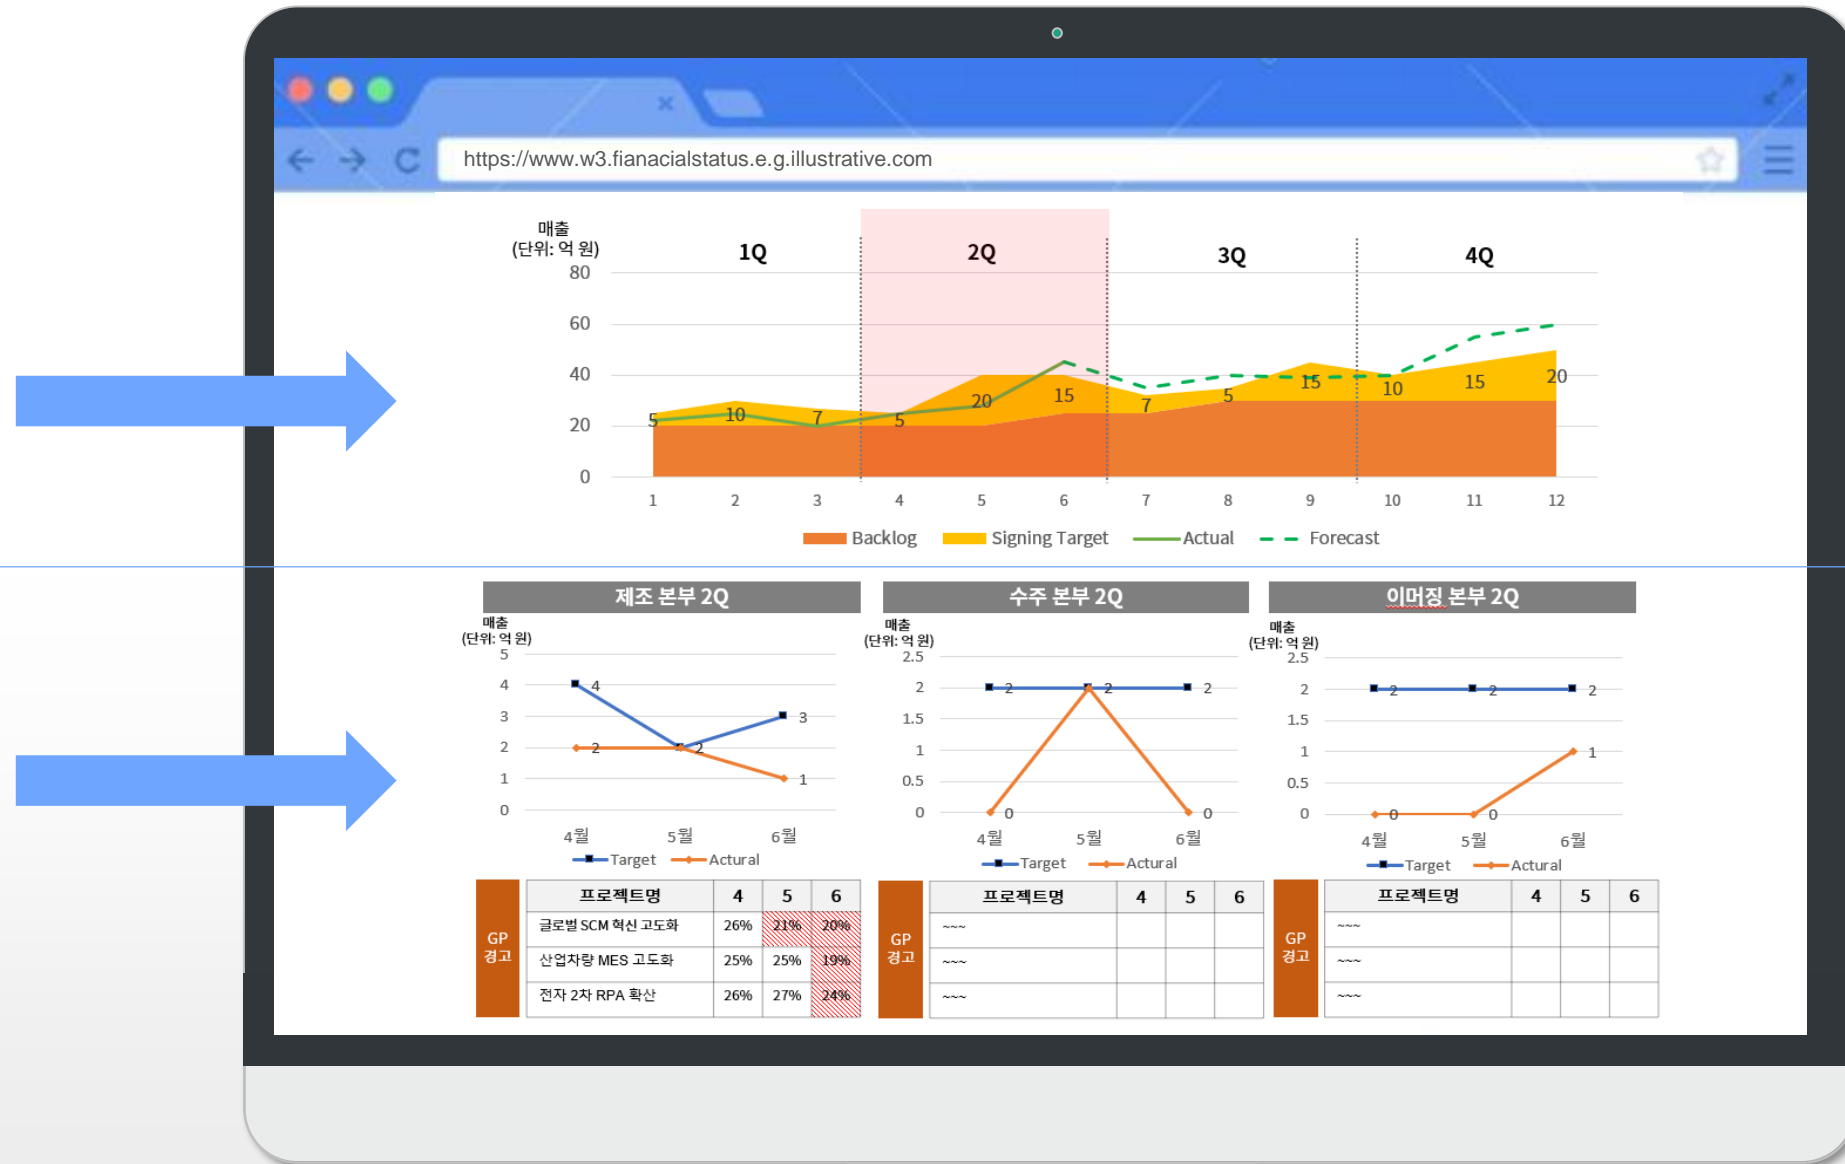 https://www.w3.fianacialstatus.e.g.illustrative.com
매출
(단위: 억 원)
1Q 2Q 3Q 4Q
80
60
40
20
0
5 10 7 5 20 15 7 5 15 10 15 20
1 2 3 4 5 6 7 8 9 10 11 12
Backlog Signing Target Actual Forecast
제조 본부 2Q
매출
(단위: 억 원)
5
4
3
2
1
0
4 2 3
2 1
4월 5월 6월
Target Actural
GP
경고
프로젝트명 4 5 6
글로벌 SCM 혁신 고도화 26% 21% 20%
산업차량 MES 고도화 25% 25% 19%
전자 2차 RPA 확산 26% 27% 24%
수주 본부 2Q
매출
(단위: 억 원)
2.5
2
1.5
1
0.5
0
2 2 2
0 0
4월 5월 6월
Target Actural
GP
경고
프로젝트명 4 5 6
~~~
~~~
~~~
이머징 본부 2Q
매출
(단위: 억 원)
2.5
2
1.5
1
0.5
0
2 2 2
0 0 1
4월 5월 6월
Target Actural
GP
경고
프로젝트명 4 5 6
~~~
~~~
~~~